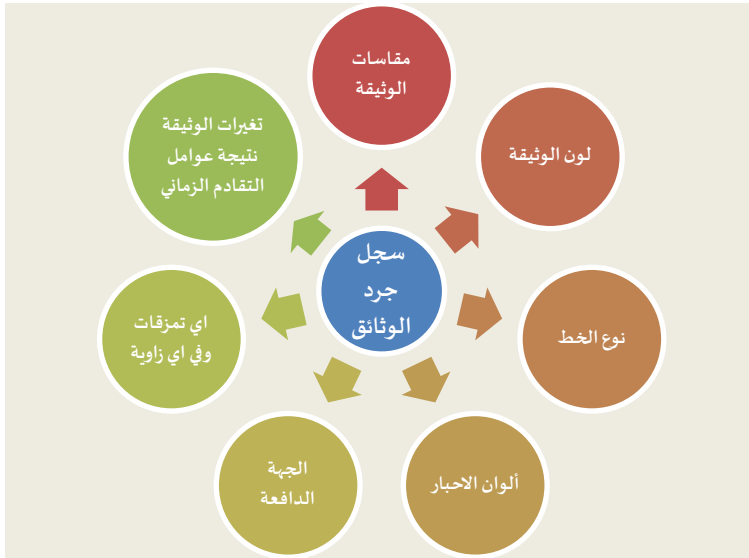 مقاسات
الوثيقة
لون الوثيقة
نوع الخط
ألوان الاحبار
الجهة
الدافعة
اي تمزقات
وفي اي زاوية
تغيرات الوثيقة
نتيجة عوامل
التقادم الزماني
سجل
جرد
الوثائق